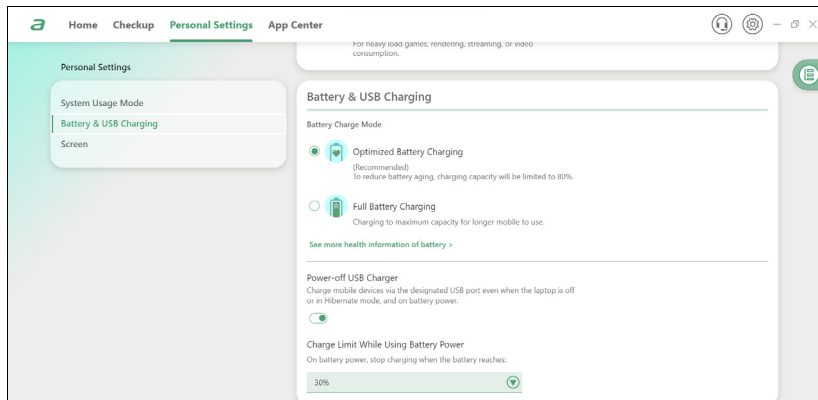 a Home Checkup Personal Settings App Center
For heavy load games, rendering, streaming, or video
consumption.
Personal Settings
System Usage Mode
Battery & USB Charging
Screen
Battery & USB Charging
Battery Charge Mode
Optimized Battery Charging
(Recommended)
To reduce battery aging, charging capacity will be limited to 80%.
Full Battery Charging
Charging to maximum capacity for longer mobile to use.
See more health information of battery >
Power-off USB Charger
Charge mobile devices via the designated USB port even when the laptop is off
or in Hibernate mode, and on battery power.
Charge Limit While Using Battery Power
On battery power, stop charging when the battery reaches:
30%